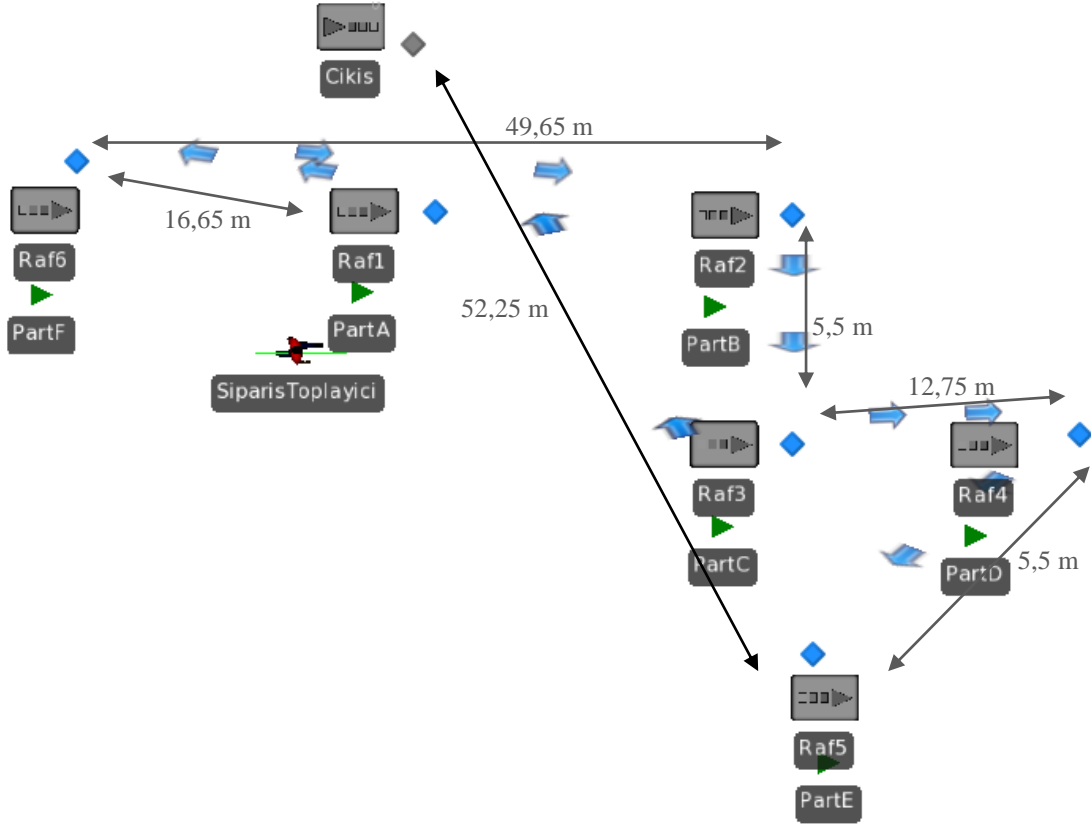 Cikis
49,65 m
16,65 m
Raf6
PartF
Raf1
PartA
SiparisToplayici
52,25 m
Raf2
PartB
5,5 m
12,75 m
Raf3
PartC
Raf4
PartD
5,5 m
Raf5
PartE